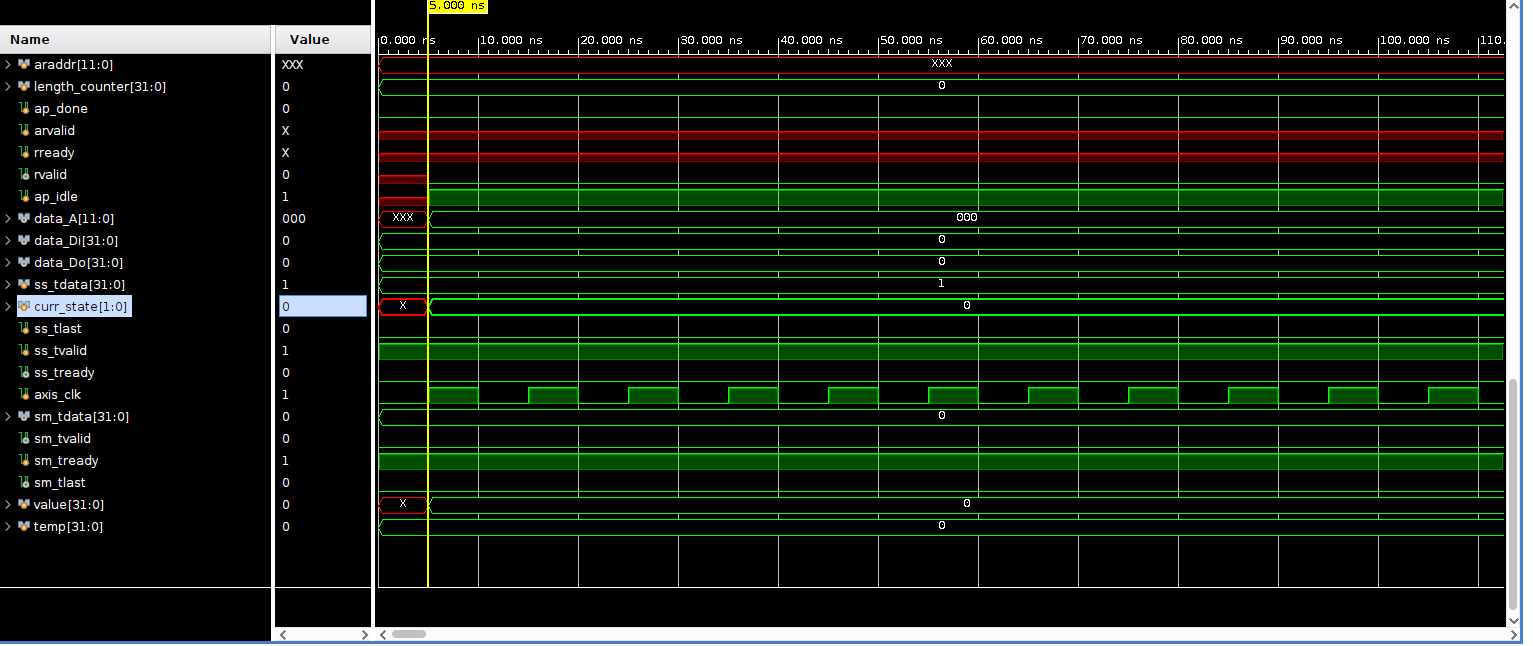 5.000 ns
Name Value
0.000 ns 10.000 ns 20.000 ns 30.000 ns 40.000 ns 50.000 ns 60.000 ns 70.000 ns 80.000 ns 90.000 ns 100.000 ns 110.
araddr[11:0] XXX XXX
length_counter[31:0] 0 0
ap_done 0
arvalid X
rready X
rvalid 0
ap_idle 1
data_A[11:0] 000 XXX 000
data_Di[31:0] 0 0
data_Do[31:0] 0 0
ss_tdata[31:0] 1 1
curr_state[1:0] 0 X 0
ss_tlast 0
ss_tvalid 1
ss_tready 0
axis_clk 1
sm_tdata[31:0] 0 0
sm_tvalid 0
sm_tready 1
sm_tlast 0
value[31:0] 0 X 0
temp[31:0] 0 0